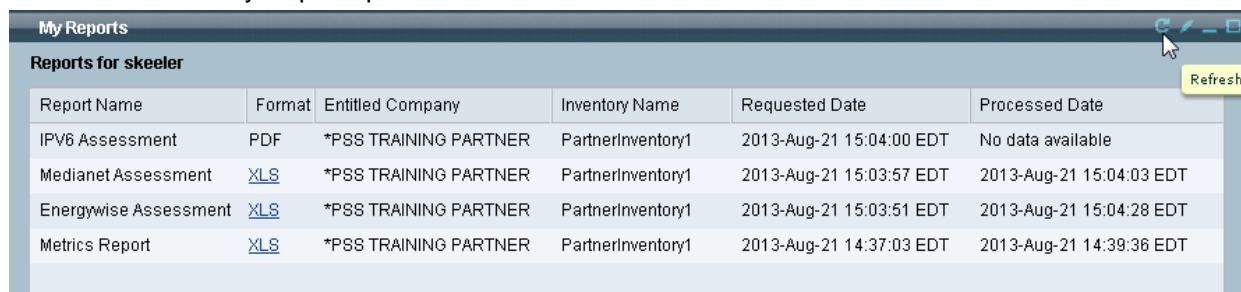 My Reports
Reports for skeeler
Refresh
Report Name Format Entitled Company Inventory Name Requested Date Processed Date
IPV6 Assessment PDF *PSS TRAINING PARTNER PartnerInventory1 2013-Aug-21 15:04:00 EDT No data available
Medianet Assessment XLS *PSS TRAINING PARTNER PartnerInventory1 2013-Aug-21 15:03:57 EDT 2013-Aug-21 15:04:03 EDT
Energywise Assessment XLS *PSS TRAINING PARTNER PartnerInventory1 2013-Aug-21 15:03:51 EDT 2013-Aug-21 15:04:28 EDT
Metrics Report XLS *PSS TRAINING PARTNER PartnerInventory1 2013-Aug-21 14:37:03 EDT 2013-Aug-21 14:39:36 EDT